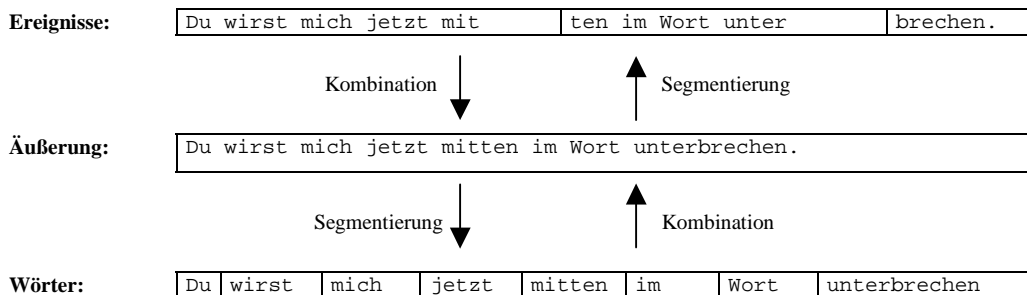 Ereignisse: Du wirst mich jetzt mit ten im Wort unter brechen.
Kombination Segmentierung
Äußerung: Du wirst mich jetzt mitten im Wort unterbrechen.
Segmentierung Kombination
Wörter: Du wirst mich jetzt mitten im Wort unterbrechen